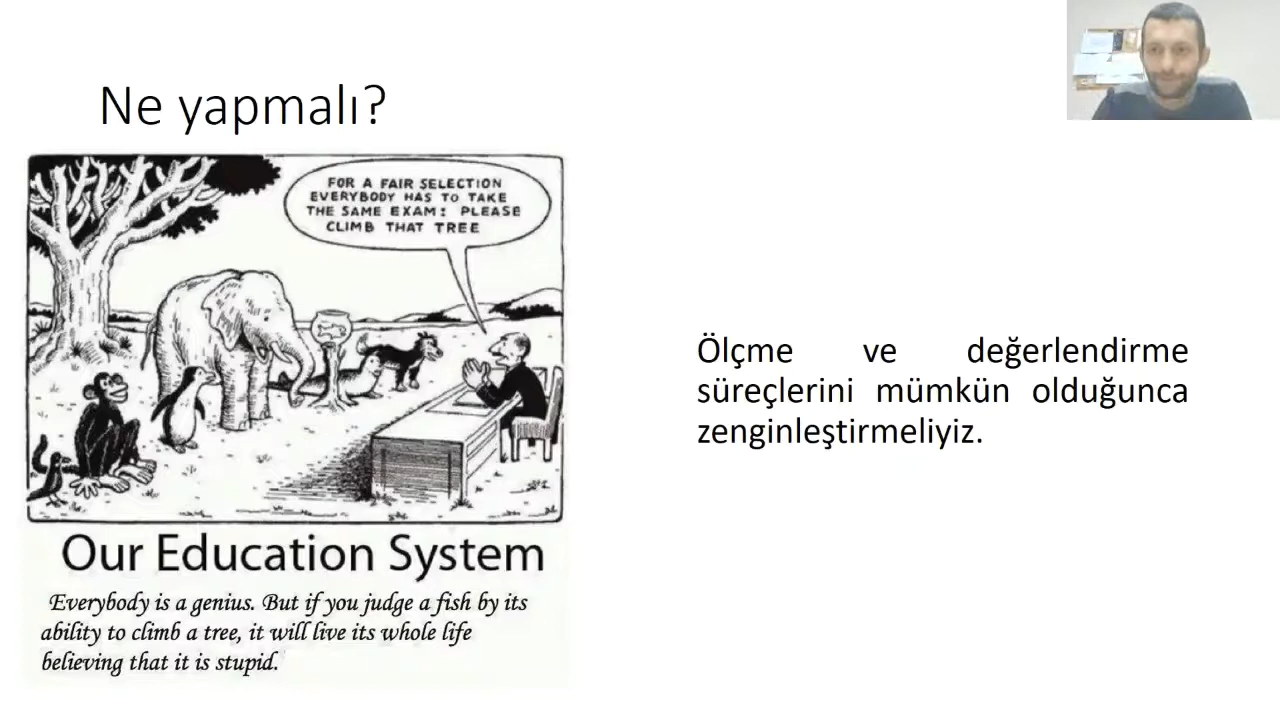 Ne yapmalı?
FOR A FAIR SELECTION
EVERYBODY HAS TO TAKE
THE SAME EXAM: PLEASE
CLIMB THAT TREE
Our Education System
Everybody is a genius. But if you judge a fish by its
ability to climb a tree, it will live its whole life
believing that it is stupid.
Ölçme ve değerlendirme
süreçlerini mümkün olduğunca
zenginleştirmeliyiz.